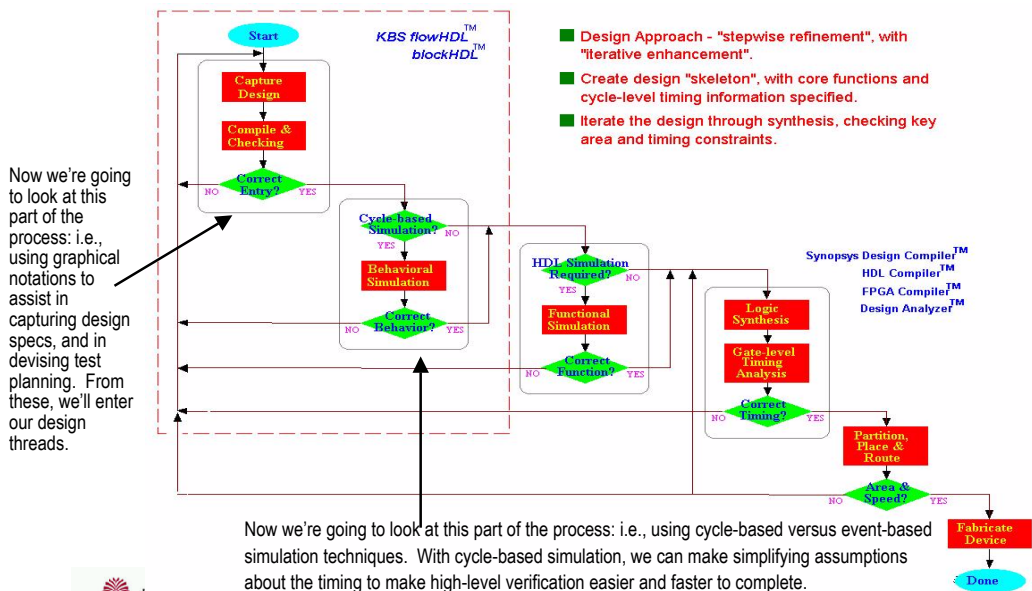 Start
KBS flowHDL™
blockHDL™
Design Approach - "stepwise refinement", with
"iterative enhancement".
Create design "skeleton", with core functions and
cycle-level timing information specified.
Iterate the design through synthesis, checking key
area and timing constraints.
Capture
Design
Compile &
Checking
Correct
Entry?
NO
YES
Now we’re going
to look at this
part of the
process: i.e.,
using graphical
notations to
assist in
capturing design
specs, and in
devising test
planning. From
these, we’ll enter
our design
threads.
Cycle-based
Simulation?
NO
YES
Behavioral
Simulation
Correct
Behavior?
NO
YES
HDL Simulation
Required?
NO
YES
Functional
Simulation
Correct
Function?
NO
YES
Synopsys Design Compiler™
HDL Compiler™
FPGA Compiler™
Design Analyzer™
Logic
Synthesis
Gate-level
Timing
Analysis
Correct
Timing?
NO
YES
Partition,
Place &
Route
Area &
Speed?
NO
YES
Fabricate
Device
Done
Now we’re going to look at this part of the process: i.e., using cycle-based versus event-based
simulation techniques. With cycle-based simulation, we can make simplifying assumptions
about the timing to make high-level verification easier and faster to complete.